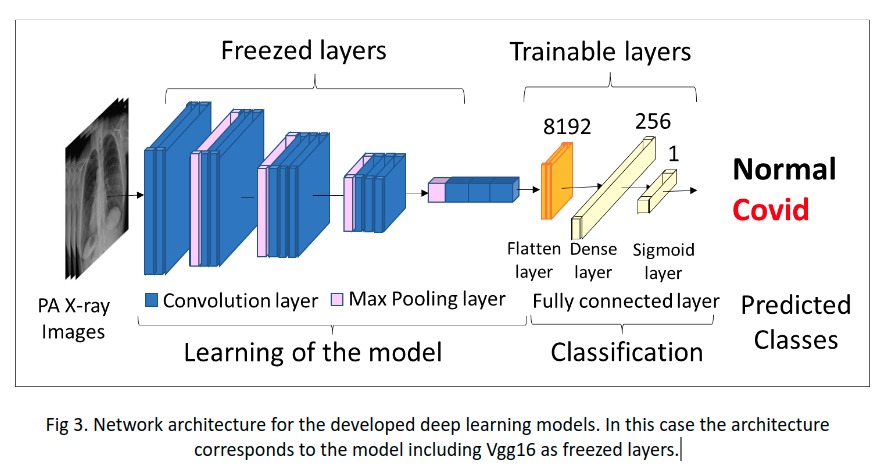 Freezed layers
Trainable layers
8192
256
1
Normal
Covid
Flatten
layer
Dense
layer
Sigmoid
layer
PA X-ray
Images
Convolution layer
Max Pooling layer
Fully connected layer
Predicted
Classes
Learning of the model
Classification
Fig 3. Network architecture for the developed deep learning models. In this case the architecture
corresponds to the model including Vgg16 as freezed layers.